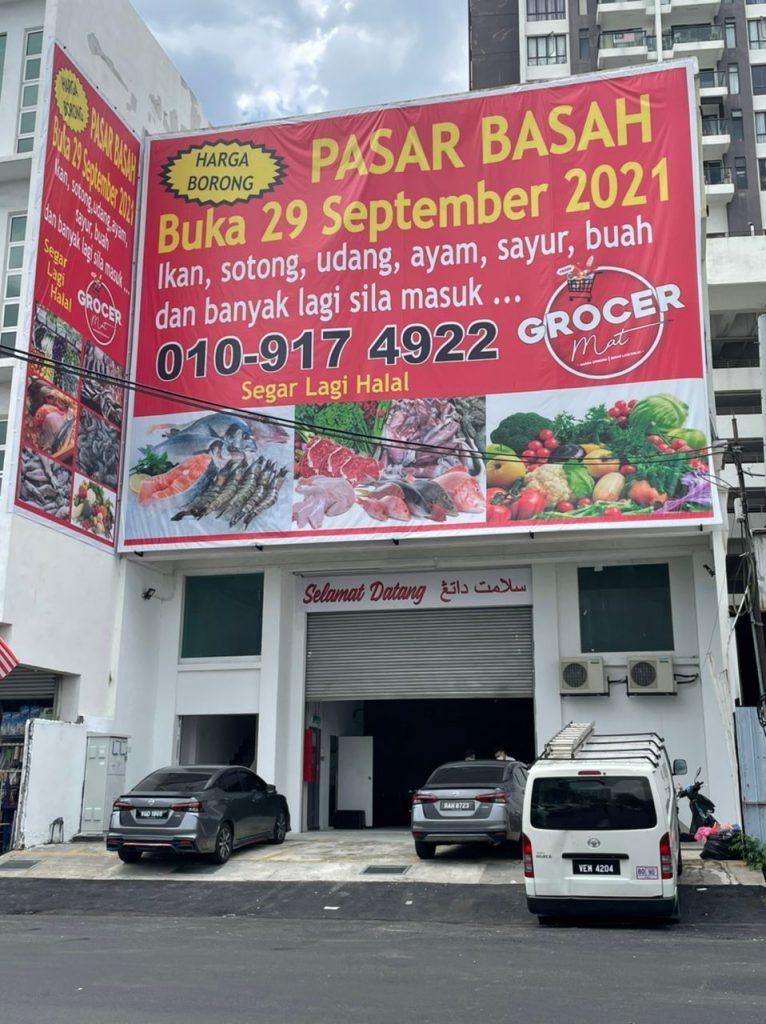 HARGA
BORONG
PASAR BASAH
Buka 29 September 2021
Ikan, sotong, udang, ayam,
sayur, buah
dan banyak lagi sila masuk ...
Segar
Lagi
Halal
GROCER
Mat
HARGA
BORONG
PASAR BASAH
Buka 29 September 2021
Ikan, sotong, udang, ayam, sayur, buah
dan banyak lagi sila masuk ...
010-917 4922
Segar Lagi Halal
GROCER
Mat
Selamat Datang سلامت داتڠ
VEM 4204